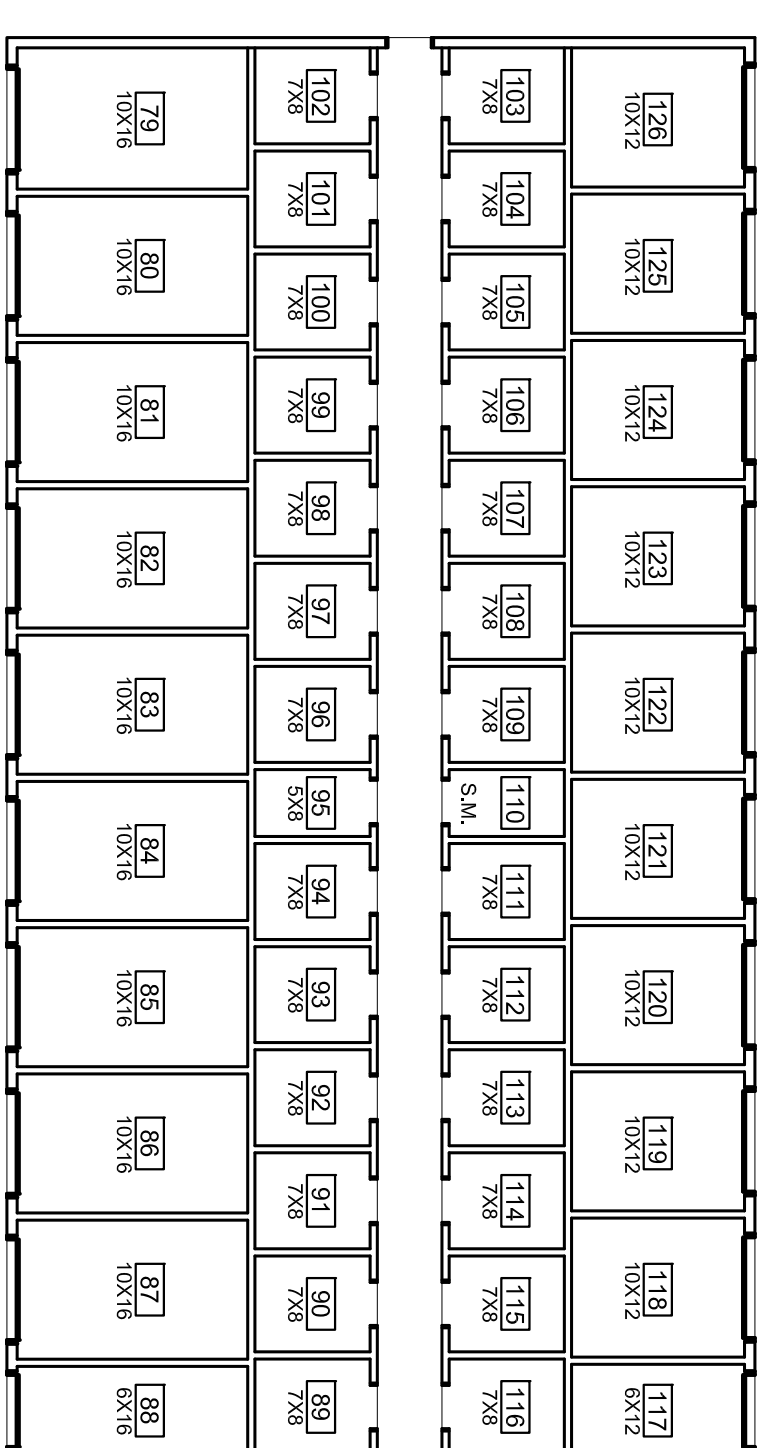 126
10X12
125
10X12
124
10X12
123
10X12
122
10X12
121
10X12
120
10X12
119
10X12
118
10X12
117
6X12
103
7X8
104
7X8
105
7X8
106
7X8
107
7X8
108
7X8
109
7X8
110
S.M.
111
7X8
112
7X8
113
7X8
114
7X8
115
7X8
116
7X8
102
7X8
101
7X8
100
7X8
99
7X8
98
7X8
97
7X8
96
7X8
95
5X8
94
7X8
93
7X8
92
7X8
91
7X8
90
7X8
89
7X8
79
10X16
80
10X16
81
10X16
82
10X16
83
10X16
84
10X16
85
10X16
86
10X16
87
10X16
88
6X16